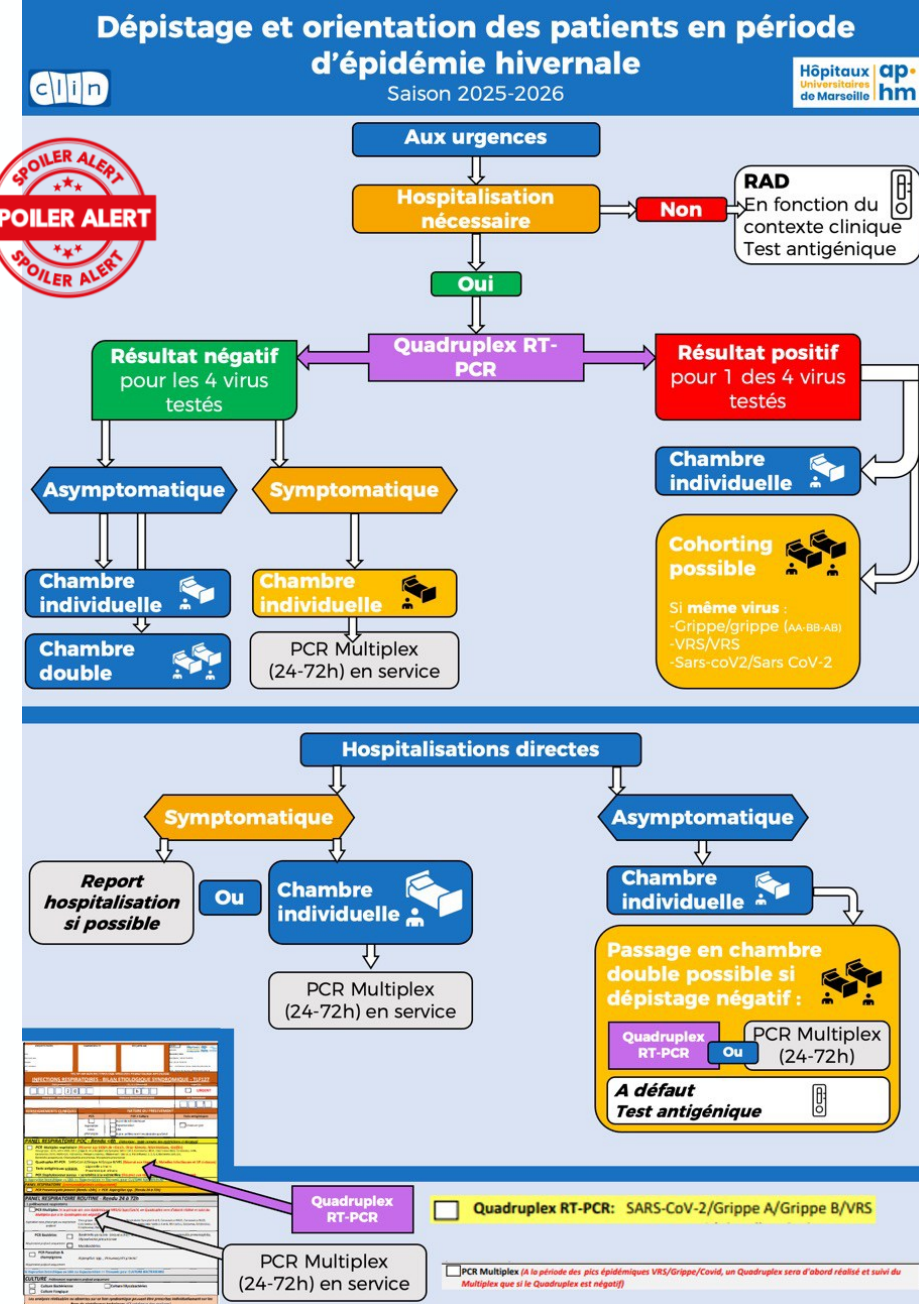 Dépistage et orientation des patients en période
d'épidémie hivernale
Saison 2025-2026
clin
Hôpitaux
Universitaires
de Marseille
ap·
hm
SPOILER ALERT
POILER ALERT
SPOILER ALERT
Aux urgences
Hospitalisation
nécessaire
Non
RAD
En fonction du
contexte clinique
Test antigénique
Oui
Quadruplex RT-
PCR
Résultat négatif
pour les 4 virus
testés
Résultat positif
pour 1 des 4 virus
testés
Asymptomatique
Symptomatique
Chambre
individuelle
Chambre
double
Chambre
individuelle
PCR Multiplex
(24-72h) en service
Chambre
individuelle
Cohorting
possible
Si même virus :
-Grippe/grippe (AA-BB-AB)
-VRS/VRS
-Sars-coV2/Sars CoV-2
Hospitalisations directes
Symptomatique
Asymptomatique
Report
hospitalisation
si possible
Ou
Chambre
individuelle
PCR Multiplex
(24-72h) en service
Chambre
individuelle
Passage en chambre
double possible si
dépistage négatif :
Quadruplex
RT-PCR
Ou
PCR Multiplex
(24-72h)
A défaut
Test antigénique
INFECTIONS RESPIRATOIRES - BILAN ETIOLOGIQUE SYNDROMIQUE
PANEL RESPIRATOIRE ROUTINE - Rendu 24 à 72h
CULTURE
Quadruplex
RT-PCR
Quadruplex RT-PCR: SARS-CoV-2/Grippe A/Grippe B/VRS
PCR Multiplex
(24-72h) en service
PCR Multiplex (A la période des pics épidémiques VRS/Grippe/Covid, un Quadruplex sera d'abord réalisé et suivi du
Multiplex que si le Quadruplex est négatif)